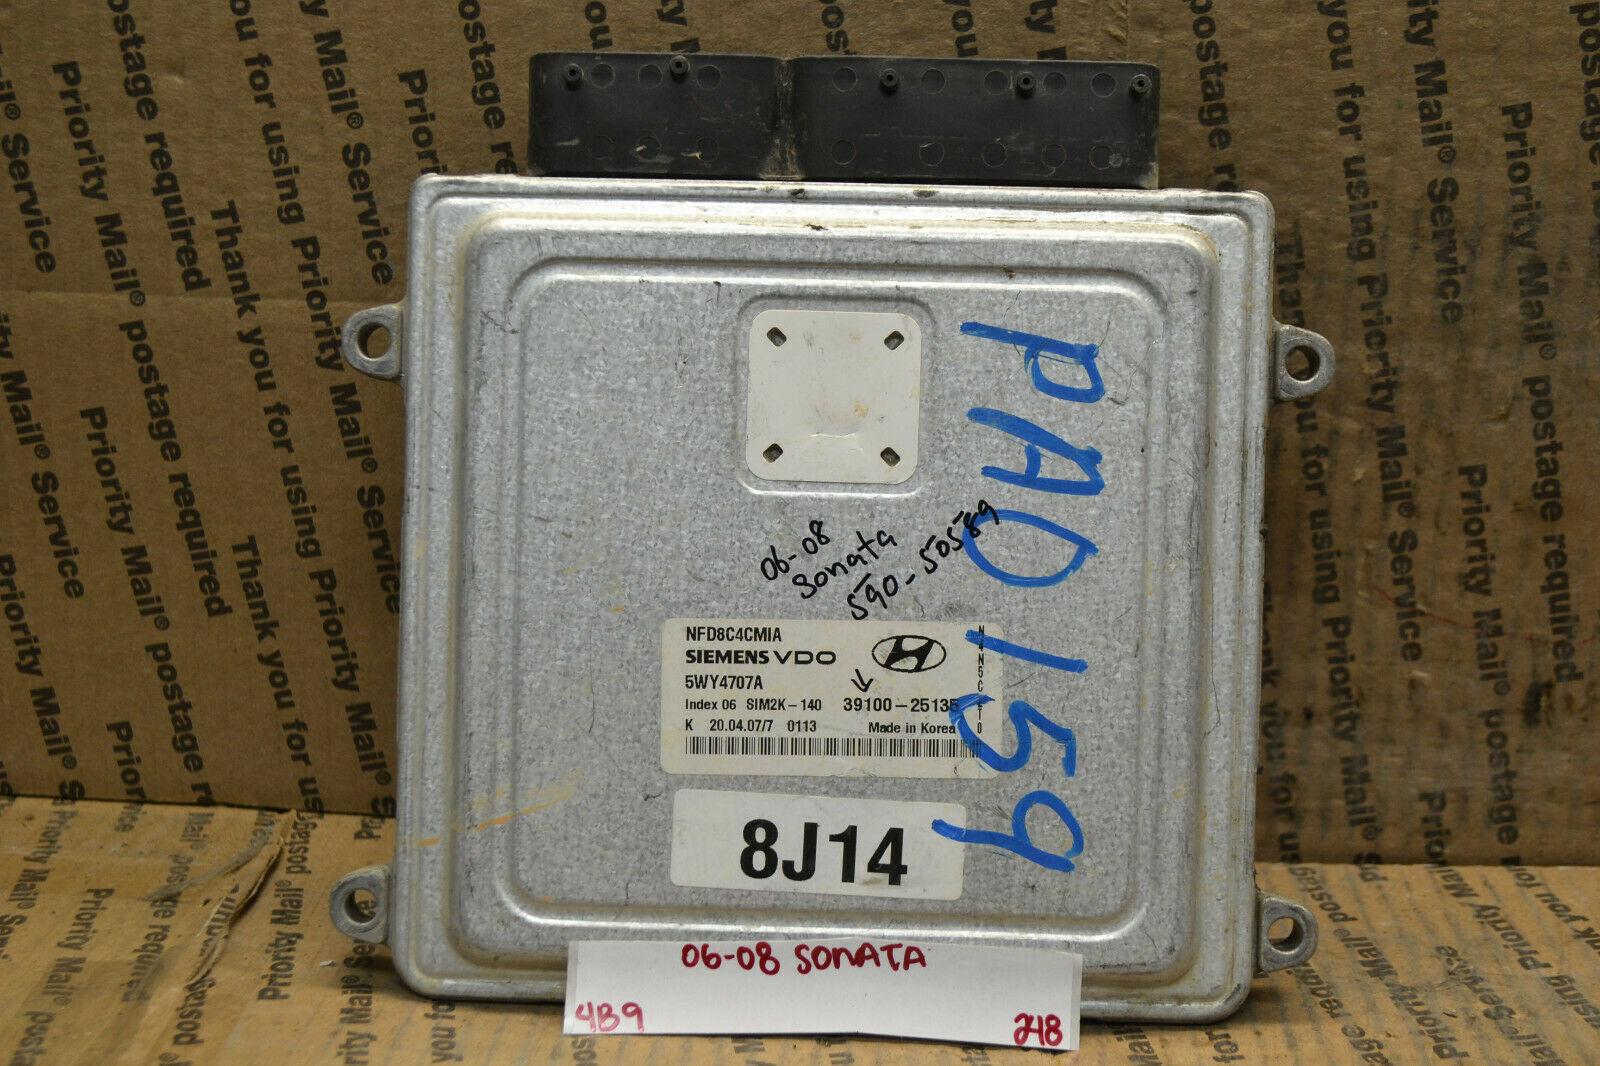 Thank you for using Priority Mail® Service
postage required
Priority Mail® Service
PAD159
06-08
Sonata
590-50589
NFD8C4CMIA
SIEMENS VDO
5WY4707A
Index 06 SIM2K-140 39100-25135
K 20.04.07/7 0113 Made in Korea
8J14
06-08 SONATA
4B9 248